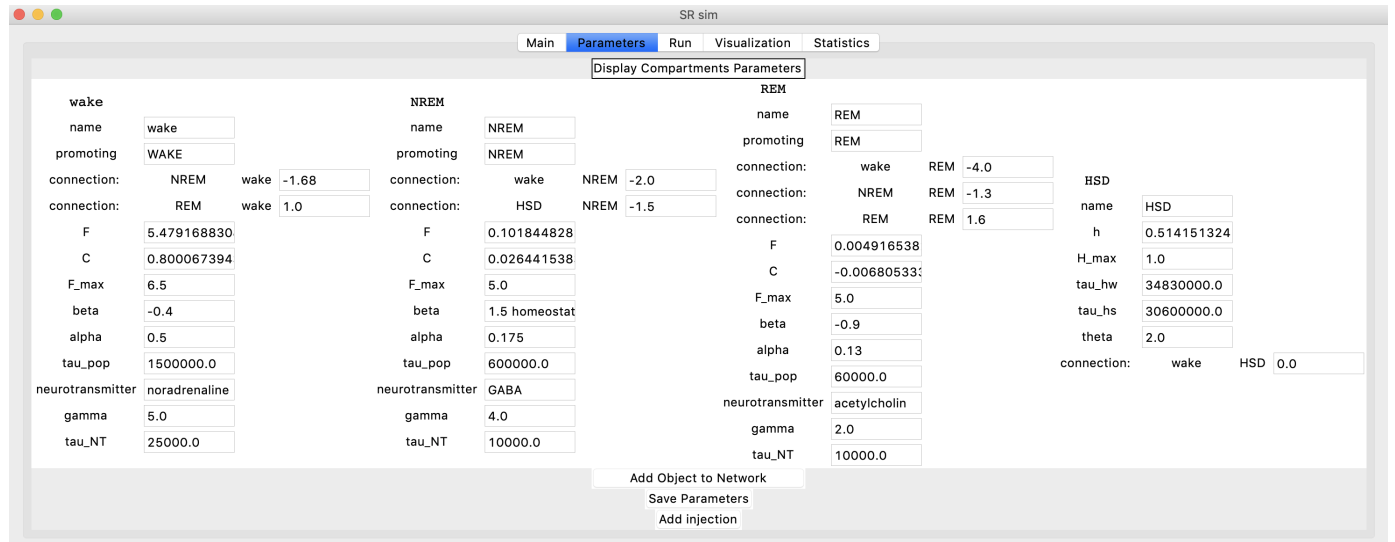 SR sim
Main Parameters Run Visualization Statistics
Display Compartments Parameters
wake
name wake
promoting WAKE
connection: NREM wake -1.68
connection: REM wake 1.0
F 5.479168830
C 0.800067394
F_max 6.5
beta -0.4
alpha 0.5
tau_pop 1500000.0
neurotransmitter noradrenaline
gamma 5.0
tau_NT 25000.0
NREM
name NREM
promoting NREM
connection: wake NREM -2.0
connection: HSD NREM -1.5
F 0.101844828
C 0.026441538
F_max 5.0
beta 1.5 homeostat
alpha 0.175
tau_pop 600000.0
neurotransmitter GABA
gamma 4.0
tau_NT 10000.0
REM
name REM
promoting REM
connection: wake REM -4.0
connection: NREM REM -1.3
connection: REM REM 1.6
F 0.004916538
C -0.006805333
F_max 5.0
beta -0.9
alpha 0.13
tau_pop 60000.0
neurotransmitter acetylcholin
gamma 2.0
tau_NT 10000.0
HSD
name HSD
h 0.514151324
H_max 1.0
tau_hw 34830000.0
tau_hs 30600000.0
theta 2.0
connection: wake HSD 0.0
Add Object to Network
Save Parameters
Add injection